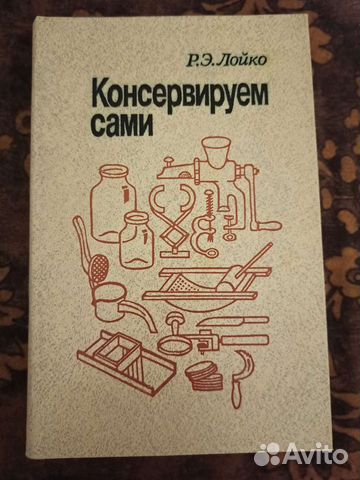 Р.Э. Лойко
Консервируем
сами
Avito